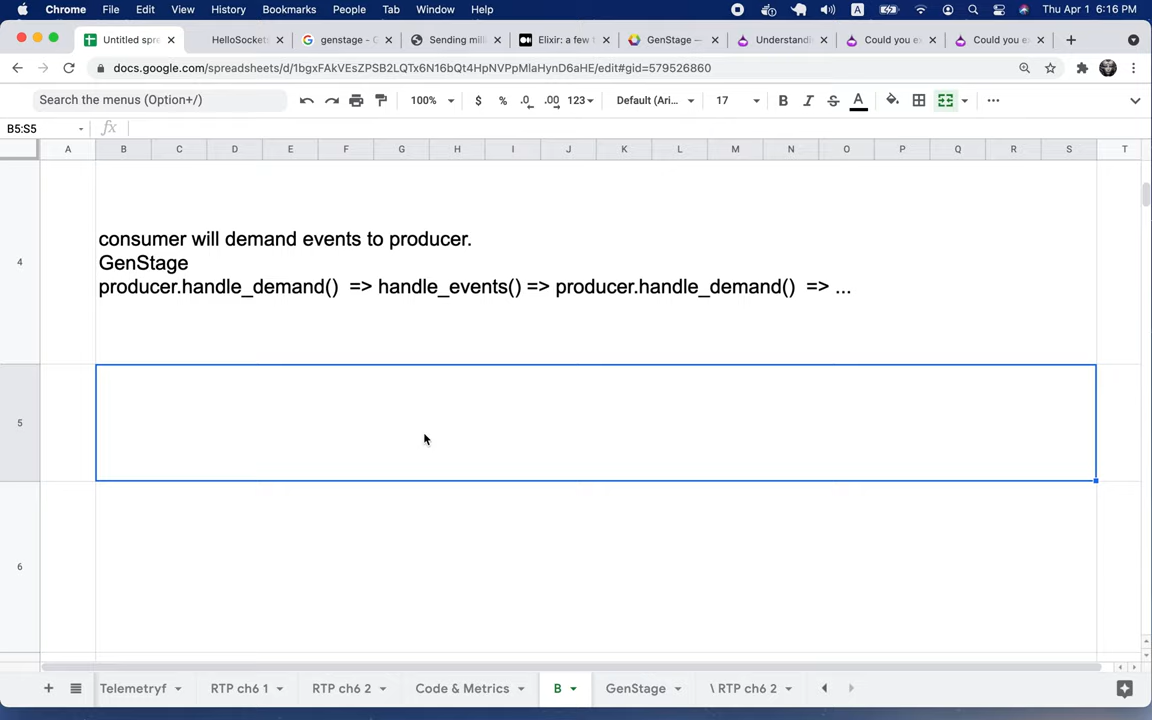 Chrome File Edit View History Bookmarks People Tab Window Help Thu Apr 1 6:16 PM
Untitled spre HelloSocket genstage - G Sending mill Elixir: a few t GenStage — Understandi Could you ex Could you ex
docs.google.com/spreadsheets/d/1bgxFAkVEsZPSB2LQTx6N16bQt4HpNVPpMlaHynD6aHE/edit#gid=579526860
Search the menus (Option+/) 100% $ % .0 .00 123 Default (Ari... 17 B I S A
B5:S5 fx
A B C D E F G H I J K L M N O P Q R S T
4
consumer will demand events to producer.
GenStage
producer.handle_demand() => handle_events() => producer.handle_demand() => ...
5
6
Telemetryf RTP ch6 1 RTP ch6 2 Code & Metrics B GenStage \ RTP ch6 2